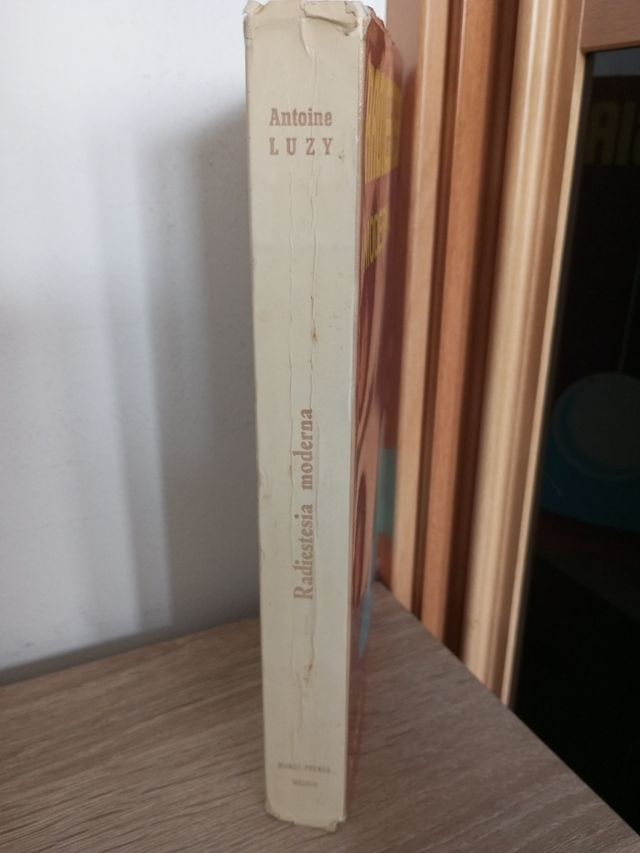 Antoine
LUZY
Radiestesia moderna
MUNDI-PRENSA
MADRID